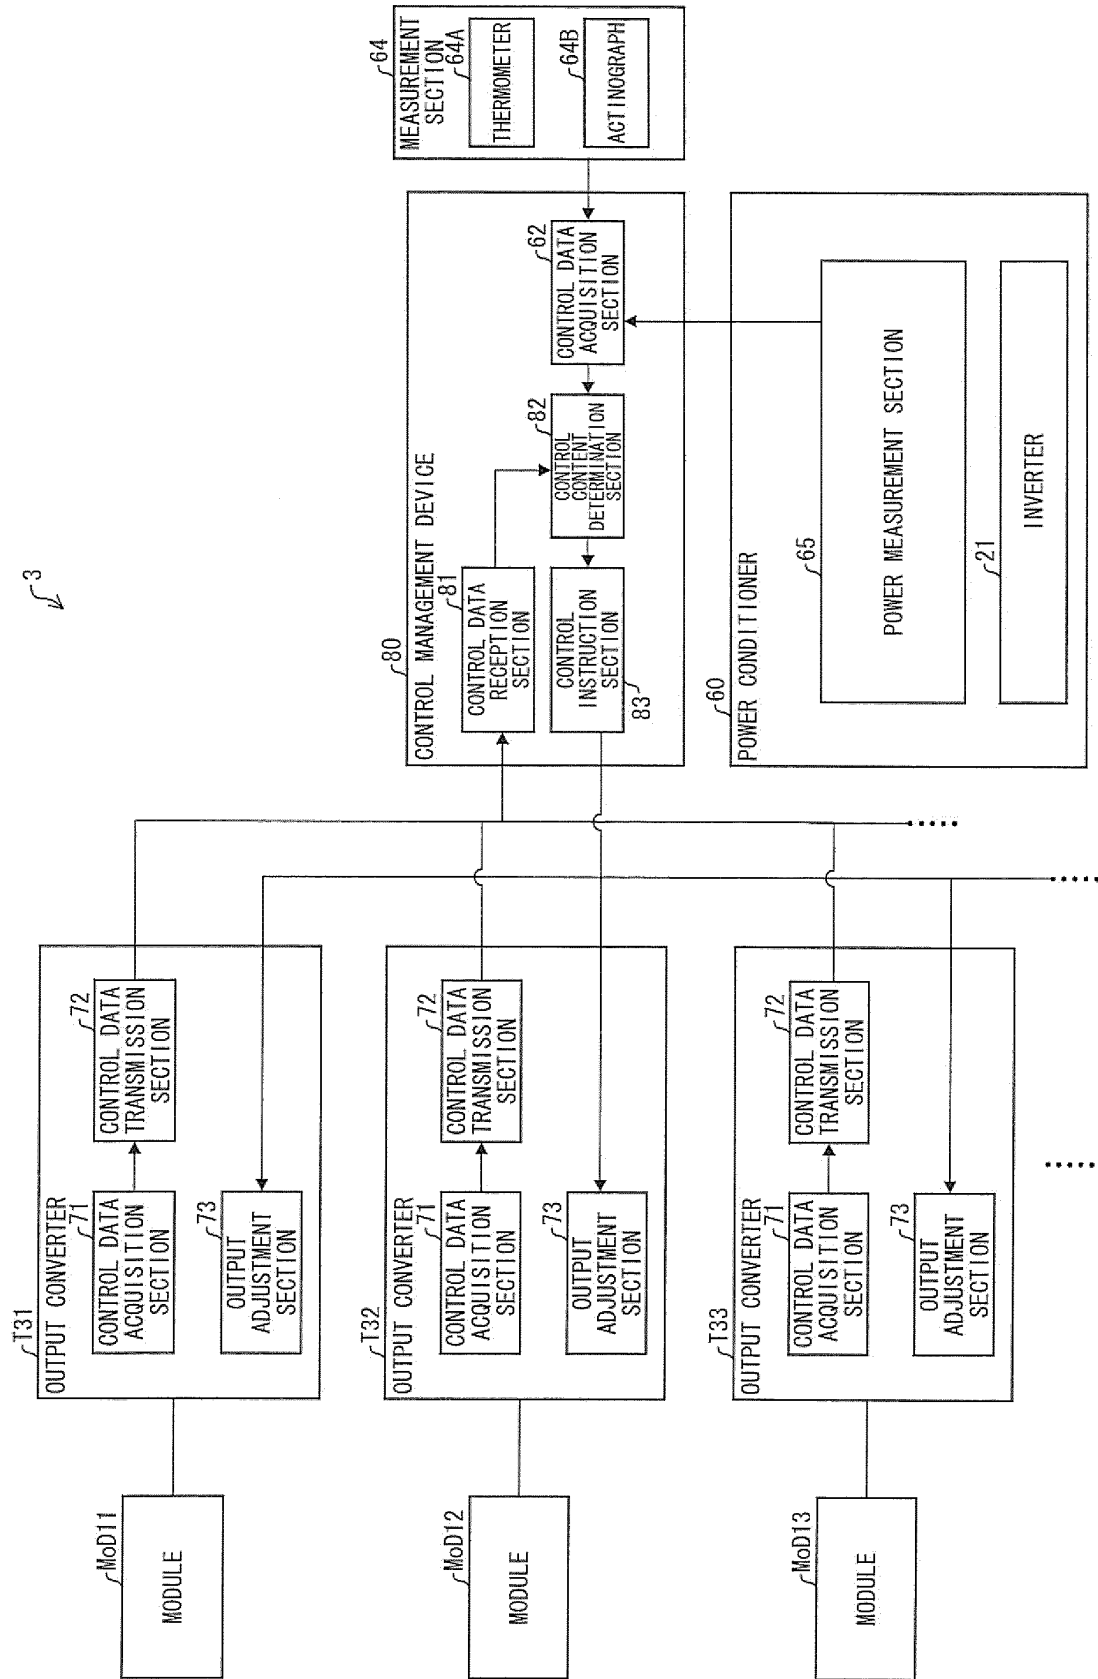 3
MoD11
MODULE
T31
OUTPUT CONVERTER
71
CONTROL DATA
ACQUISITION
SECTION
72
CONTROL DATA
TRANSMISSION
SECTION
73
OUTPUT
ADJUSTMENT
SECTION
MoD12
MODULE
T32
OUTPUT CONVERTER
71
CONTROL DATA
ACQUISITION
SECTION
72
CONTROL DATA
TRANSMISSION
SECTION
73
OUTPUT
ADJUSTMENT
SECTION
MoD13
MODULE
T33
OUTPUT CONVERTER
71
CONTROL DATA
ACQUISITION
SECTION
72
CONTROL DATA
TRANSMISSION
SECTION
73
OUTPUT
ADJUSTMENT
SECTION
80
CONTROL MANAGEMENT DEVICE
81
CONTROL DATA
RECEPTION
SECTION
82
CONTROL
CONTENT
DETERMINATION
SECTION
62
CONTROL DATA
ACQUISITION
SECTION
CONTROL
INSTRUCTION
SECTION
83
64
MEASUREMENT
SECTION
64A
THERMOMETER
64B
ACTINOGRAPH
60
POWER CONDITIONER
65
POWER MEASUREMENT SECTION
21
INVERTER